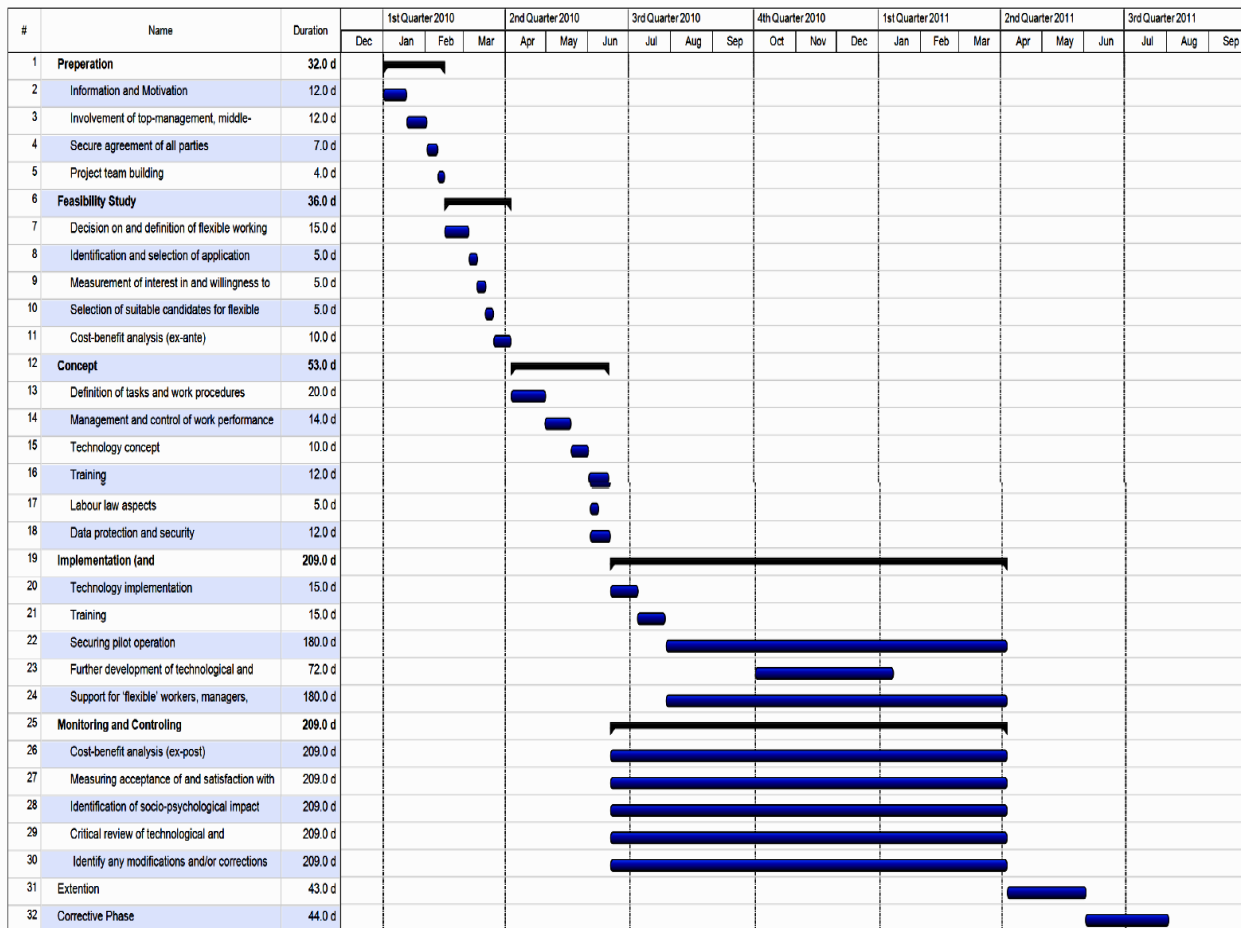 # Name Duration 1st Quarter 2010 2nd Quarter 2010 3rd Quarter 2010 4th Quarter 2010 1st Quarter 2011 2nd Quarter 2011 3rd Quarter 2011
Dec Jan Feb Mar Apr May Jun Jul Aug Sep Oct Nov Dec Jan Feb Mar Apr May Jun Jul Aug Sep
1 Preperation 32.0 d
2 Information and Motivation 12.0 d
3 Involvement of top-management, middle- 12.0 d
4 Secure agreement of all parties 7.0 d
5 Project team building 4.0 d
6 Feasibility Study 36.0 d
7 Decision on and definition of flexible working 15.0 d
8 Identification and selection of application 5.0 d
9 Measurement of interest in and willingness to 5.0 d
10 Selection of suitable candidates for flexible 5.0 d
11 Cost-benefit analysis (ex-ante) 10.0 d
12 Concept 53.0 d
13 Definition of tasks and work procedures 20.0 d
14 Management and control of work performance 14.0 d
15 Technology concept 10.0 d
16 Training 12.0 d
17 Labour law aspects 5.0 d
18 Data protection and security 12.0 d
19 Implementation (and 209.0 d
20 Technology implementation 15.0 d
21 Training 15.0 d
22 Securing pilot operation 180.0 d
23 Further development of technological and 72.0 d
24 Support for 'flexible' workers, managers, 180.0 d
25 Monitoring and Controling 209.0 d
26 Cost-benefit analysis (ex-post) 209.0 d
27 Measuring acceptance of and satisfaction with 209.0 d
28 Identification of socio-psychological impact 209.0 d
29 Critical review of technological and 209.0 d
30 Identify any modifications and/or corrections 209.0 d
31 Extention 43.0 d
32 Corrective Phase 44.0 d